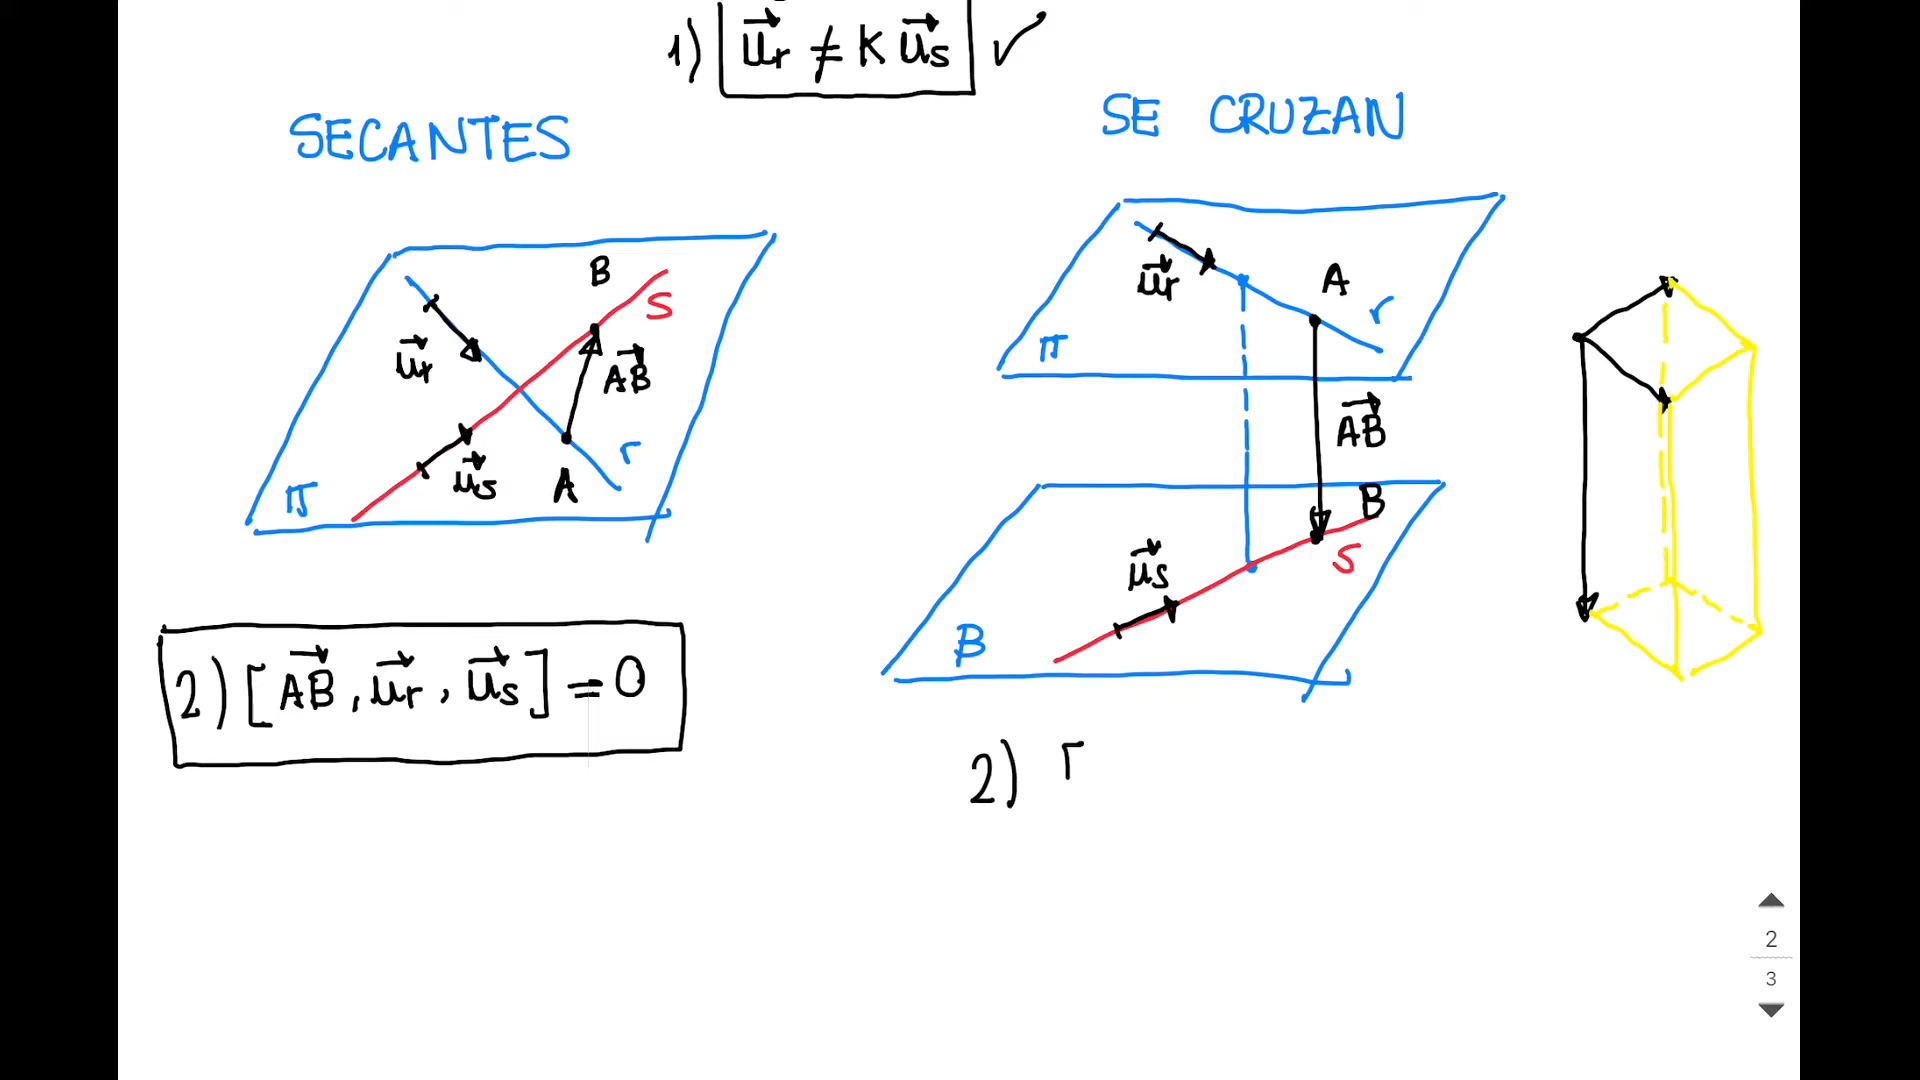 1) u⃗r ≠ K u⃗s ✓
SECANTES
SE CRUZAN
B
S
u⃗r
AB⃗
u⃗s
A
r
π
u⃗r
A
r
π
AB⃗
B
S
u⃗s
B
2) [AB⃗, u⃗r, u⃗s] = 0
2) Γ
2
3